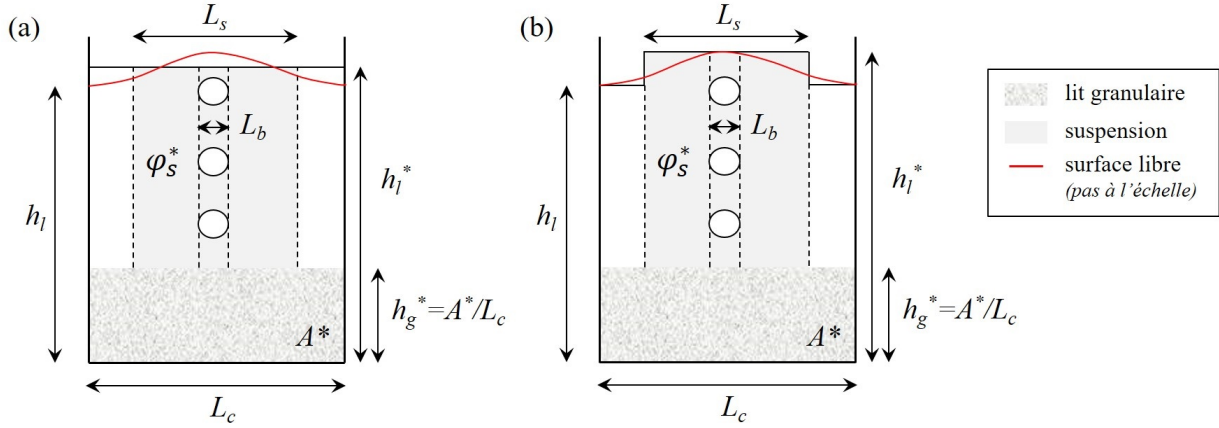 (a)
L_s
L_b
φ_s^*
h_l
h_l^*
h_g^*=A^*/L_c
A*
L_c
(b)
L_s
L_b
φ_s^*
h_l
h_l^*
h_g^*=A^*/L_c
A*
L_c
lit granulaire
suspension
surface libre
(pas à l’échelle)